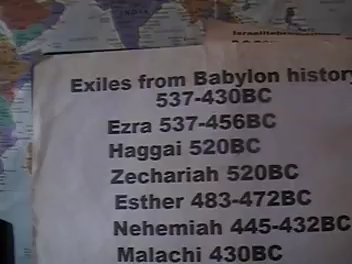 INDIA
Exiles from Babylon history
537-430BC
Ezra 537-456BC
Haggai 520BC
Zechariah 520BC
Esther 483-472BC
Nehemiah 445-432BC
Malachi 430BC